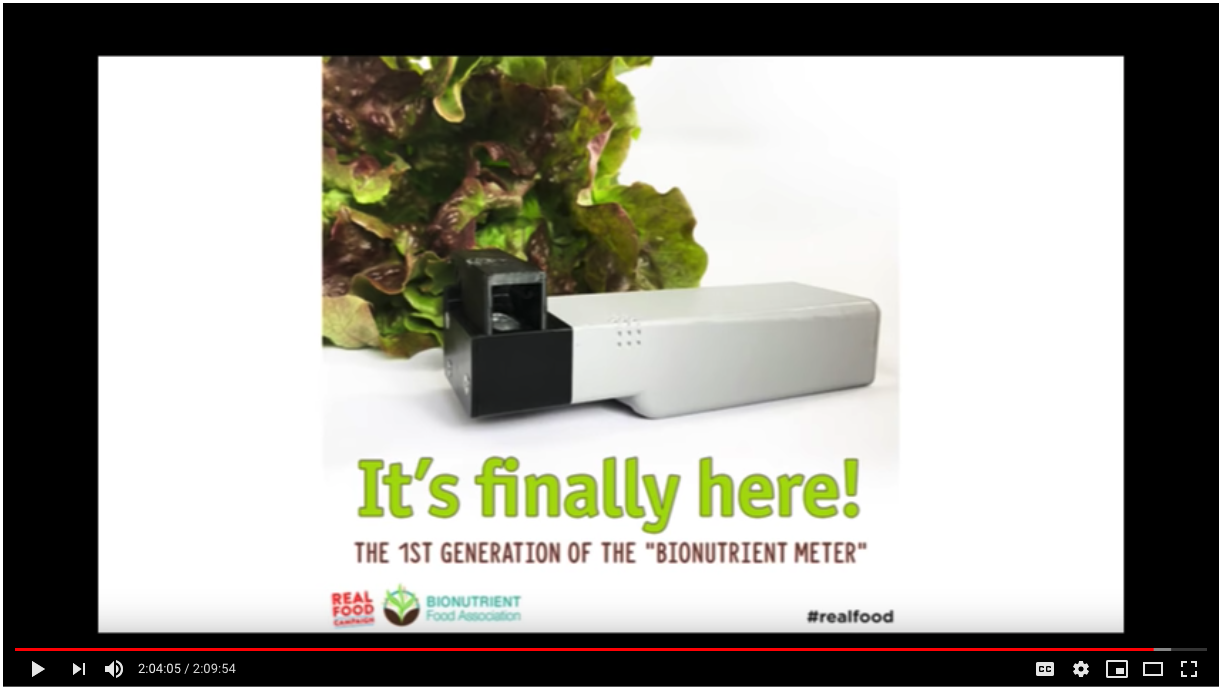 It's finally here!
THE 1ST GENERATION OF THE "BIONUTRIENT METER"
REAL
FOOD
CAMPAIGN
BIONUTRIENT
Food Association
#realfood
2:04:05 / 2:09:54
CC